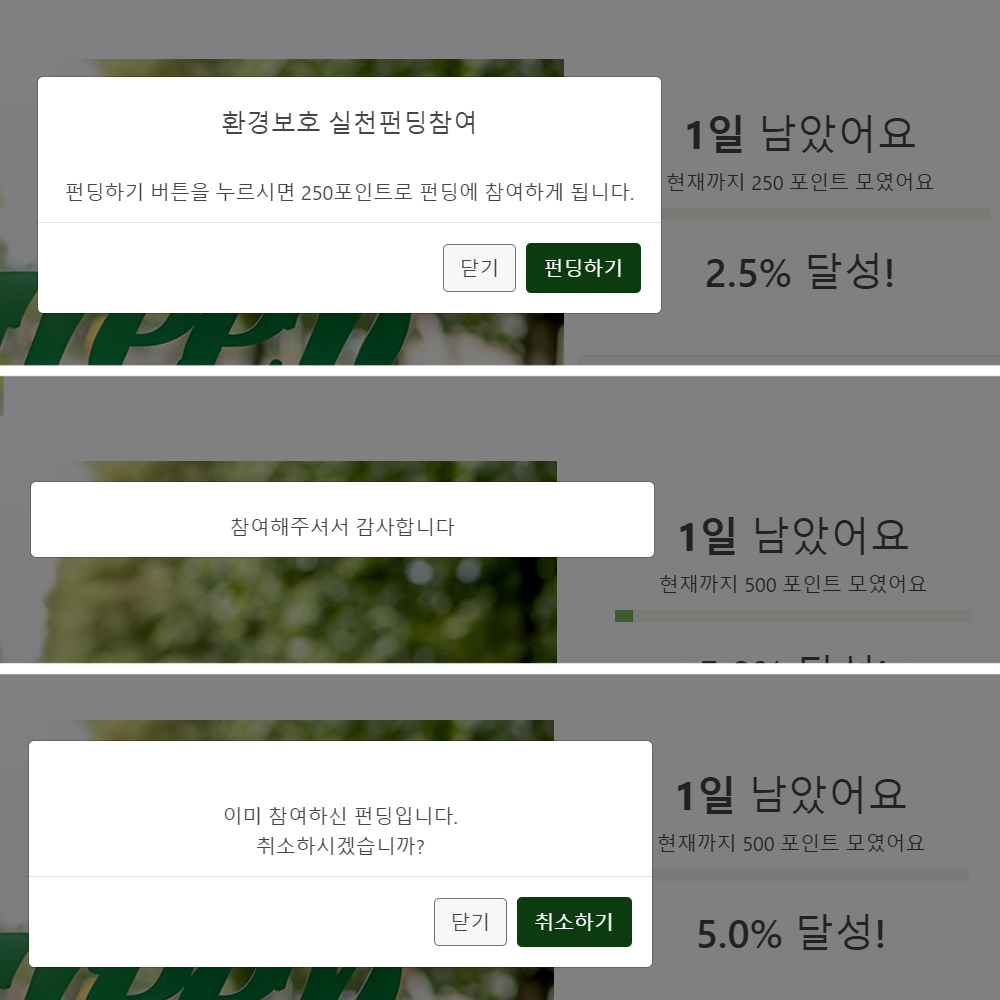 환경보호 실천펀딩참여
펀딩하기 버튼을 누르시면 250포인트로 펀딩에 참여하게 됩니다.
닫기
펀딩하기
1일 남았어요
현재까지 250 포인트 모였어요
2.5% 달성!
참여해주셔서 감사합니다
1일 남았어요
현재까지 500 포인트 모였어요
이미 참여하신 펀딩입니다.
취소하시겠습니까?
닫기
취소하기
1일 남았어요
현재까지 500 포인트 모였어요
5.0% 달성!